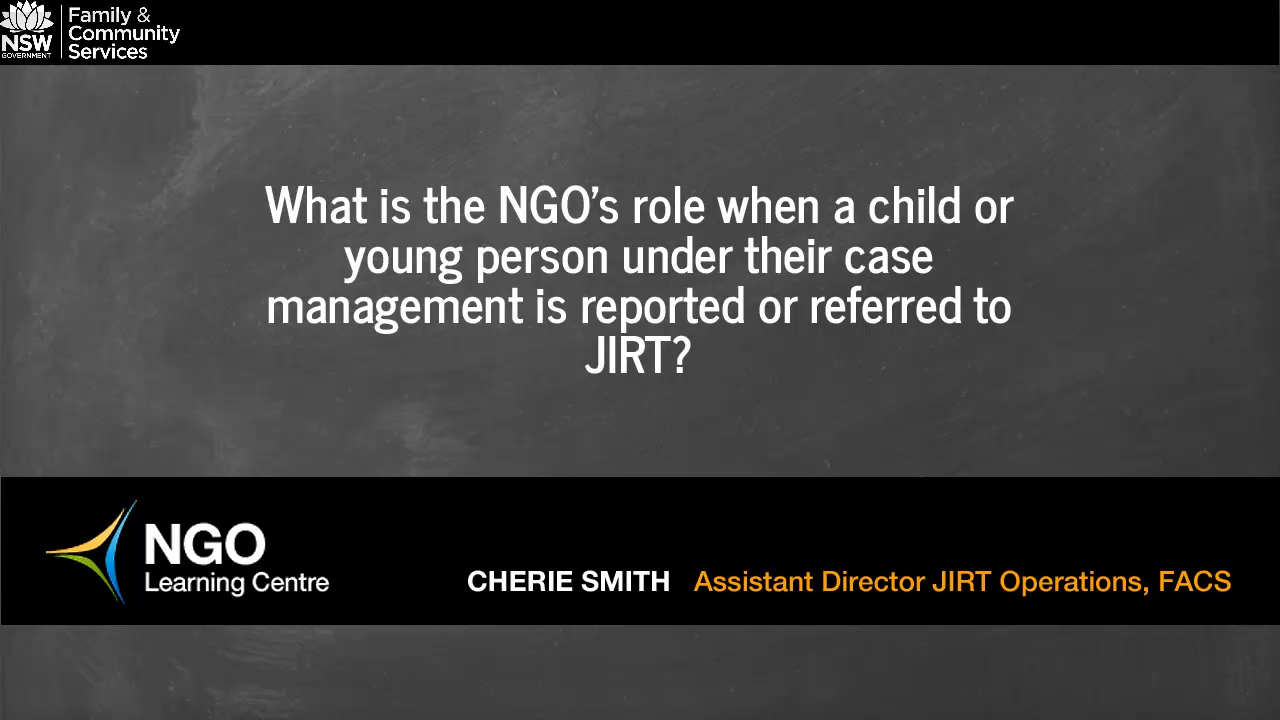 NSW
GOVERNMENT
Family &
Community
Services
What is the NGO’s role when a child or
young person under their case
management is reported or referred to
JIRT?
NGO
Learning Centre
CHERIE SMITH Assistant Director JIRT Operations, FACS